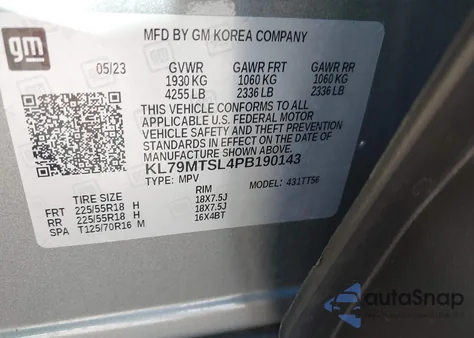 gm
MFD BY GM KOREA COMPANY
05/23 GVWR GAWR FRT GAWR RR
1930 KG 1060 KG 1060 KG
4255 LB 2336 LB 2336 LB
THIS VEHICLE CONFORMS TO ALL
APPLICABLE U.S. FEDERAL MOTOR
VEHICLE SAFETY AND THEFT PREVENTION
STANDARDS IN EFFECT ON THE DATE OF
MANUFACTURE SHOWN ABOVE.
KL79MTSL4PB190143
TYPE: MPV MODEL: 431TT56
TIRE SIZE RIM
FRT 225/55R18 H 18X7.5J
RR 225/55R18 H 18X7.5J
SPA T125/70R16 M 16X4BT
autoSnap